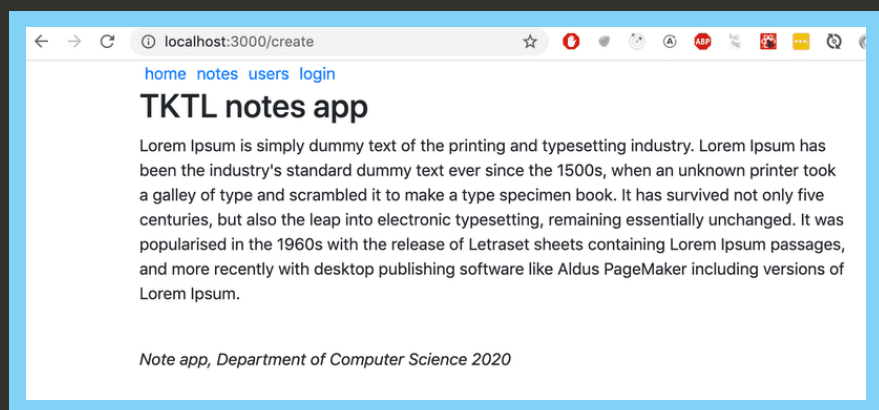 localhost:3000/create
ABP
home notes users login
TKTL notes app
Lorem Ipsum is simply dummy text of the printing and typesetting industry. Lorem Ipsum has
been the industry's standard dummy text ever since the 1500s, when an unknown printer took
a galley of type and scrambled it to make a type specimen book. It has survived not only five
centuries, but also the leap into electronic typesetting, remaining essentially unchanged. It was
popularised in the 1960s with the release of Letraset sheets containing Lorem Ipsum passages,
and more recently with desktop publishing software like Aldus PageMaker including versions of
Lorem Ipsum.
Note app, Department of Computer Science 2020